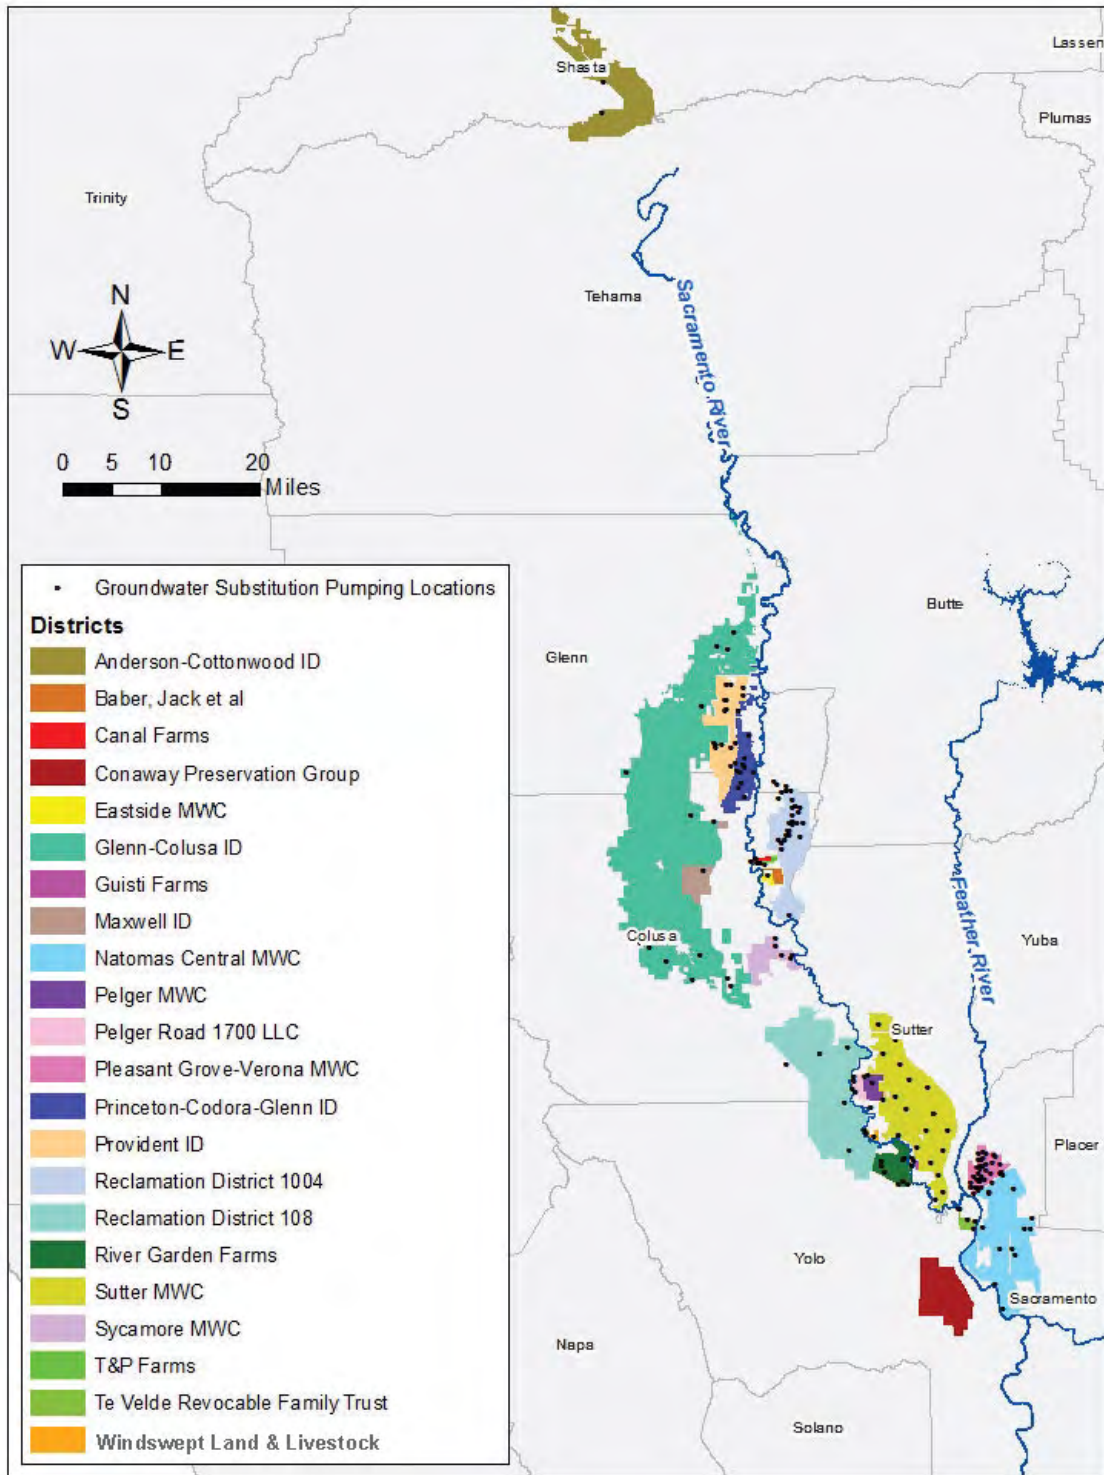 Lassen
Shasta
Plumas
Trinity
Tehama
Sacramento River
N
W E
S
0 5 10 20
Miles
Groundwater Substitution Pumping Locations
Districts
Anderson-Cottonwood ID
Baber, Jack et al
Canal Farms
Conaway Preservation Group
Eastside MWC
Glenn-Colusa ID
Guisti Farms
Maxwell ID
Natomas Central MWC
Pelger MWC
Pelger Road 1700 LLC
Pleasant Grove-Verona MWC
Princeton-Codora-Glenn ID
Provident ID
Reclamation District 1004
Reclamation District 108
River Garden Farms
Sutter MWC
Sycamore MWC
T&P Farms
Te Velde Revocable Family Trust
Windswept Land & Livestock
Butte
Glenn
Feather River
Colusa
Yuba
Sutter
Placer
Yolo
Sacramento
Napa
Solano